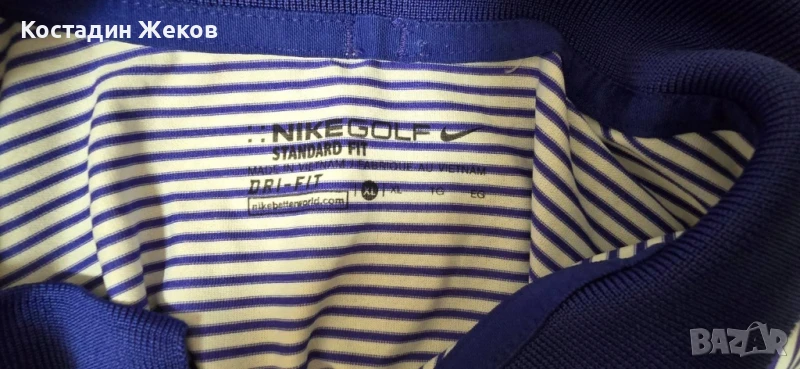 Костадин Жеков
NIKEGOLF
STANDARD FIT
MADE IN VIETNAM / FABRIQUE AU VIETNAM
DRI-FIT XL XL TG EG
nikebetterworld.com
BAZAR